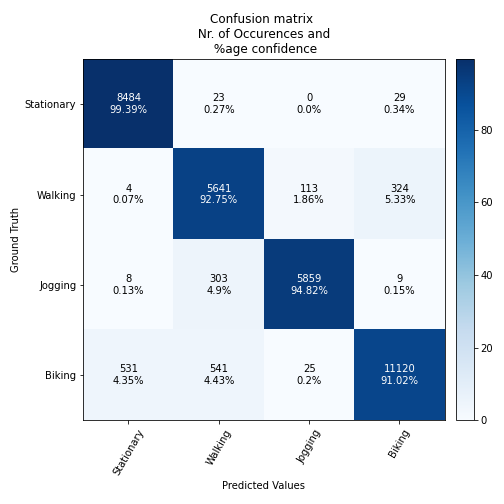 Confusion matrix
Nr. of Occurences and
%age confidence
Ground Truth
Stationary
8484
99.39%
23
0.27%
0
0.0%
29
0.34%
Walking
4
0.07%
5641
92.75%
113
1.86%
324
5.33%
Jogging
8
0.13%
303
4.9%
5859
94.82%
9
0.15%
Biking
531
4.35%
541
4.43%
25
0.2%
11120
91.02%
Stationary
Walking
Jogging
Biking
Predicted Values
80
60
40
20
0